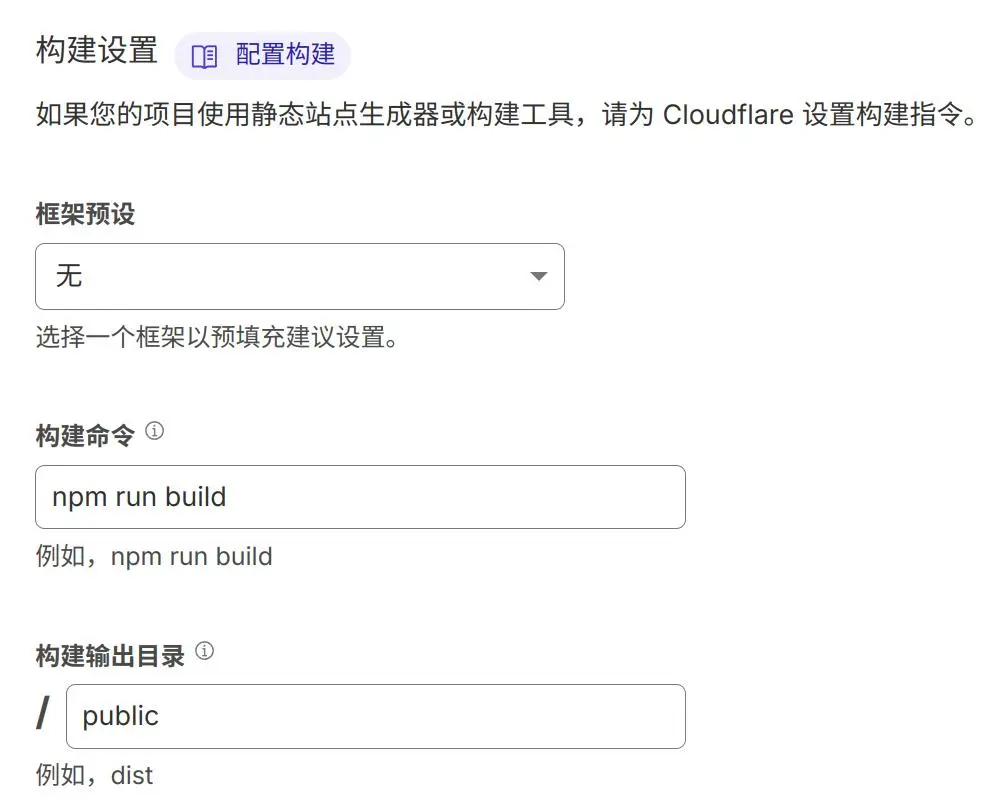 构建设置 配置构建
如果您的项目使用静态站点生成器或构建工具，请为 Cloudflare 设置构建指令。
框架预设
无
选择一个框架以预填充建议设置。
构建命令
npm run build
例如，npm run build
构建输出目录
/ public
例如，dist